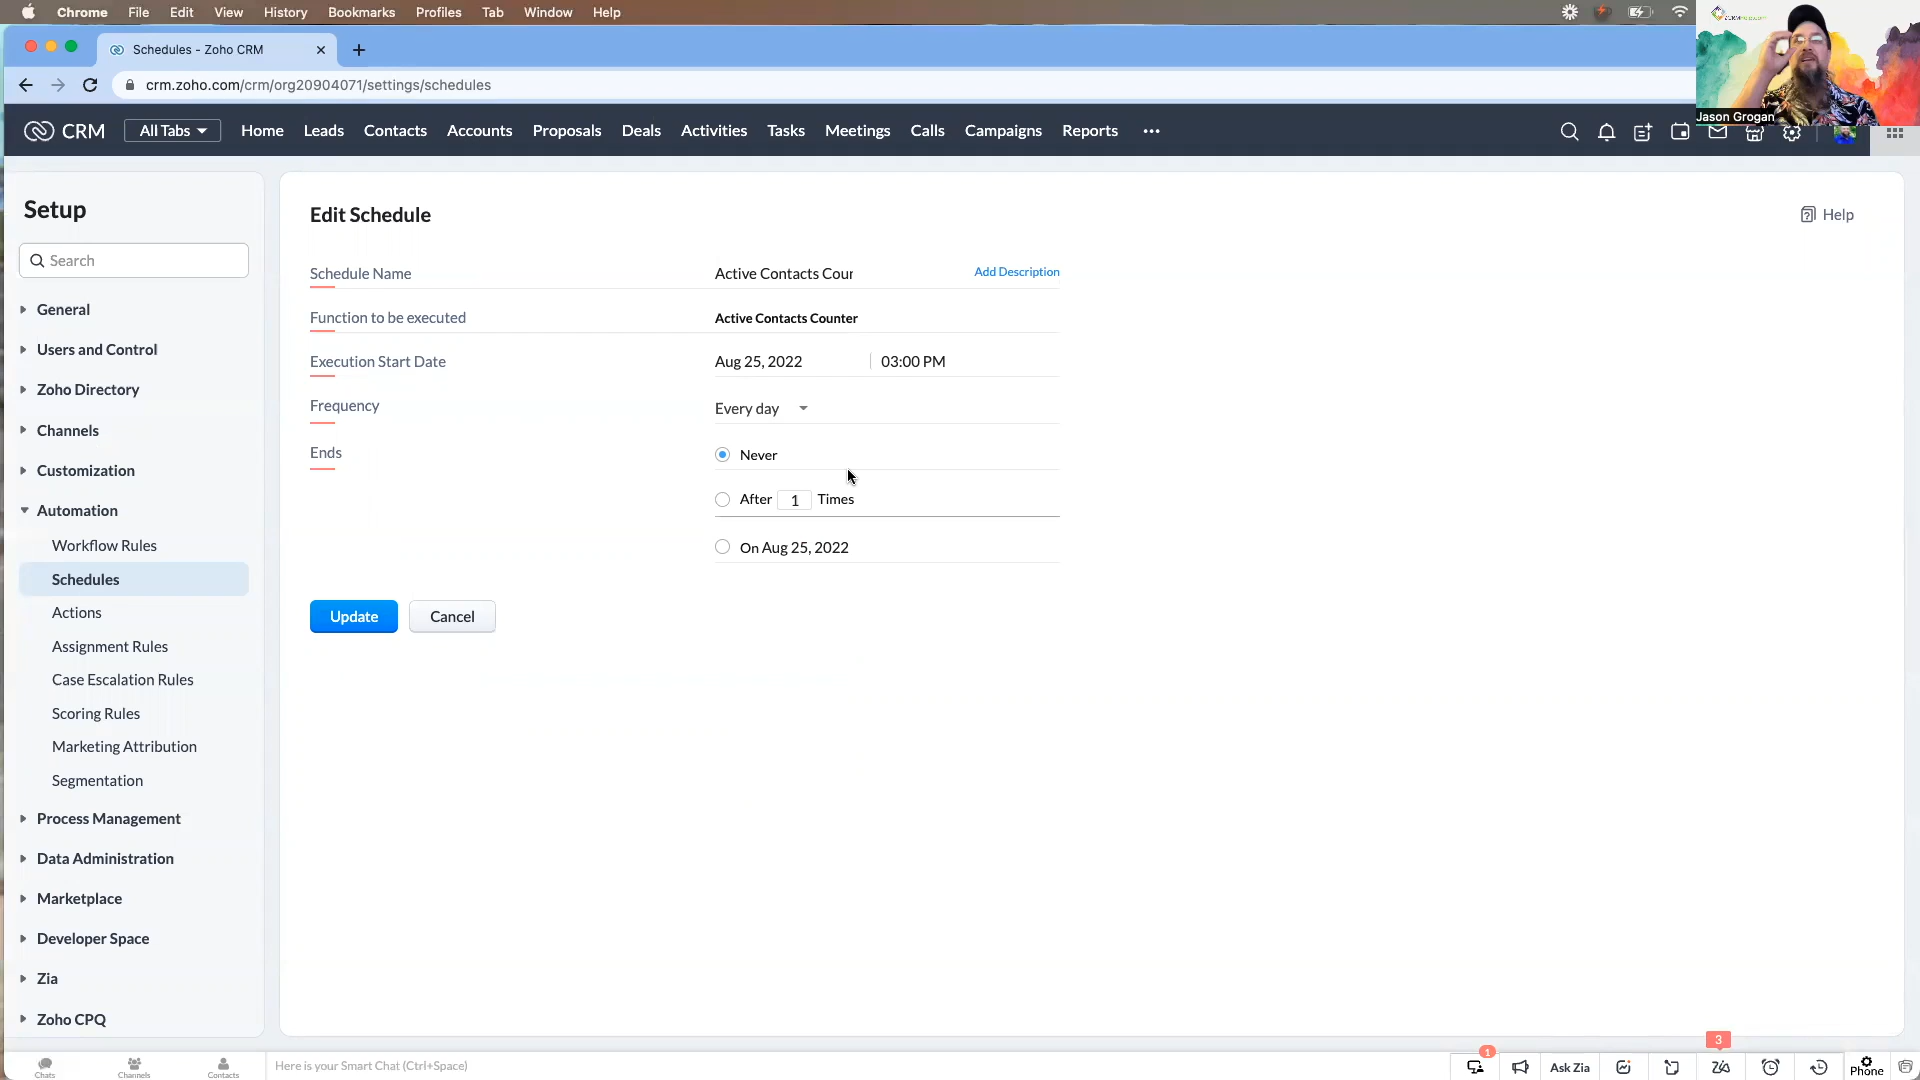 Chrome File Edit View History Bookmarks Profiles Tab Window Help
Schedules - Zoho CRM
crm.zoho.com/crm/org20904071/settings/schedules
Jason Grogan
CRM All Tabs Home Leads Contacts Accounts Proposals Deals Activities Tasks Meetings Calls Campaigns Reports
Setup
Search
General
Users and Control
Zoho Directory
Channels
Customization
Automation
Workflow Rules
Schedules
Actions
Assignment Rules
Case Escalation Rules
Scoring Rules
Marketing Attribution
Segmentation
Process Management
Data Administration
Marketplace
Developer Space
Zia
Zoho CPQ
Edit Schedule
Help
Schedule Name Active Contacts Cour Add Description
Function to be executed Active Contacts Counter
Execution Start Date Aug 25, 2022 03:00 PM
Frequency Every day
Ends Never
After 1 Times
On Aug 25, 2022
Update Cancel
Chats Channels Contacts Here is your Smart Chat (Ctrl+Space) 1 Ask Zia 3 Phone